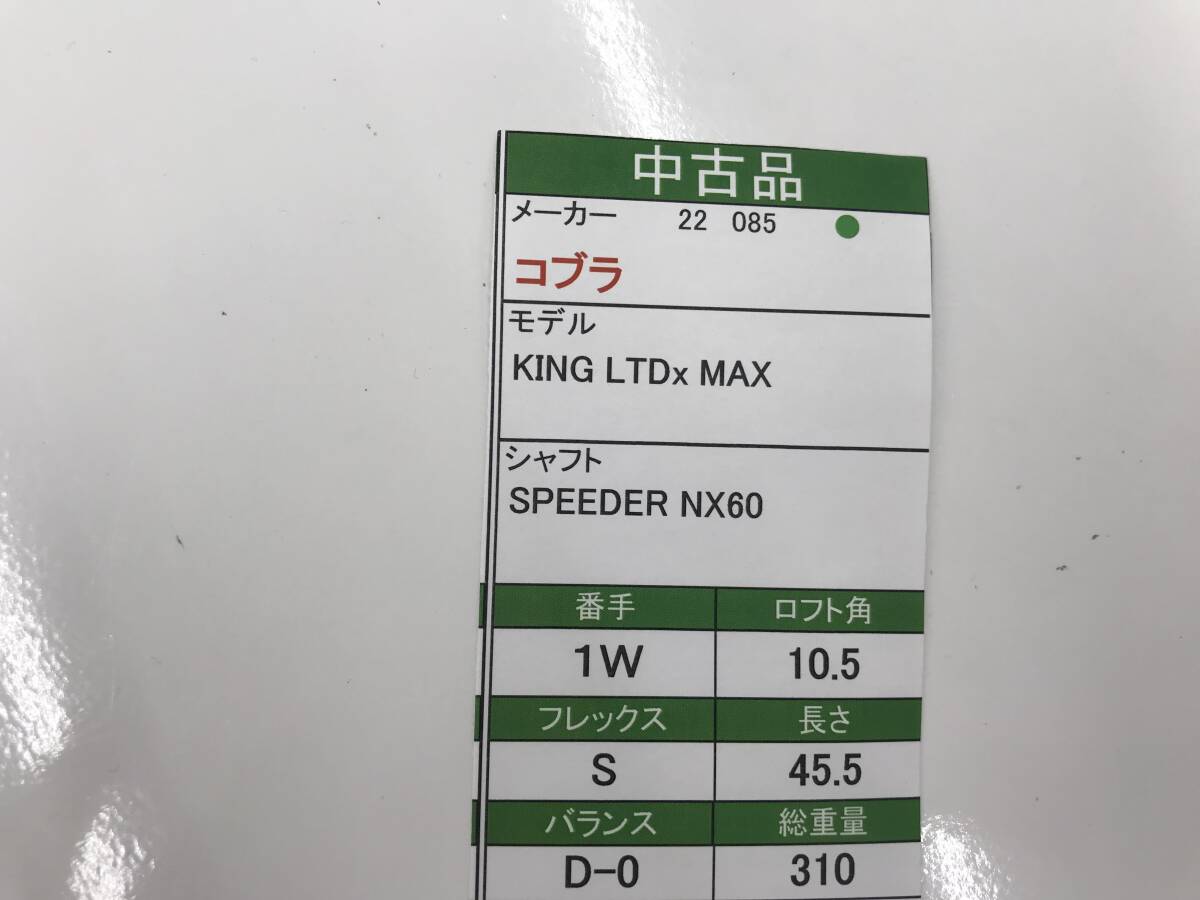 中古品
メーカー 22 085 ●
コブラ
モデル
KING LTDx MAX
シャフト
SPEEDER NX60
番手 ロフト角
1W 10.5
フレックス 長さ
S 45.5
バランス 総重量
D-0 310